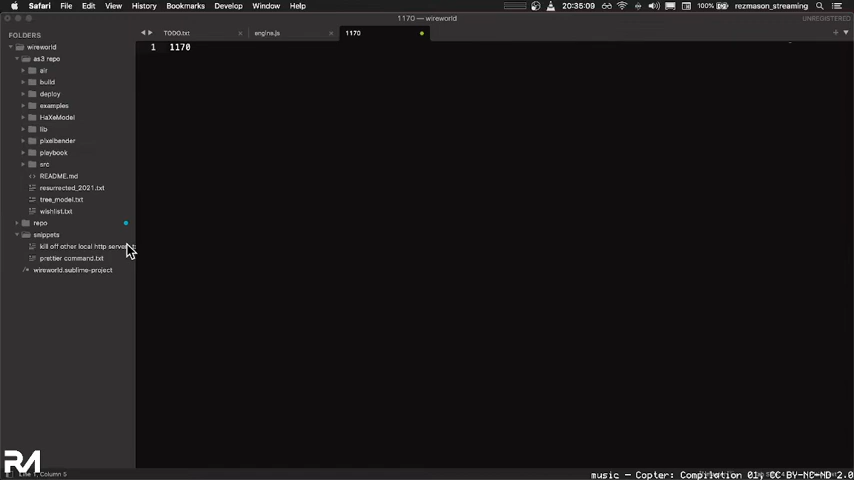 Safari File Edit View History Bookmarks Develop Window Help 100% 20:35:09 rezmason_streaming
1170 — wireworld UNREGISTERED
FOLDERS
TODO.txt engine.js 1170
wireworld
1 1170
as3 repo
air
build
deploy
examples
HaXeModel
lib
pixelbender
playbook
src
README.md
resurrected_2021.txt
tree_model.txt
wishlist.txt
repo
snippets
kill off other local http server
prettier command.txt
wireworld.sublime-project
RM
Line 1, Column 5
music – Copter: Compilation 01, CC BY-NC-ND 2.0